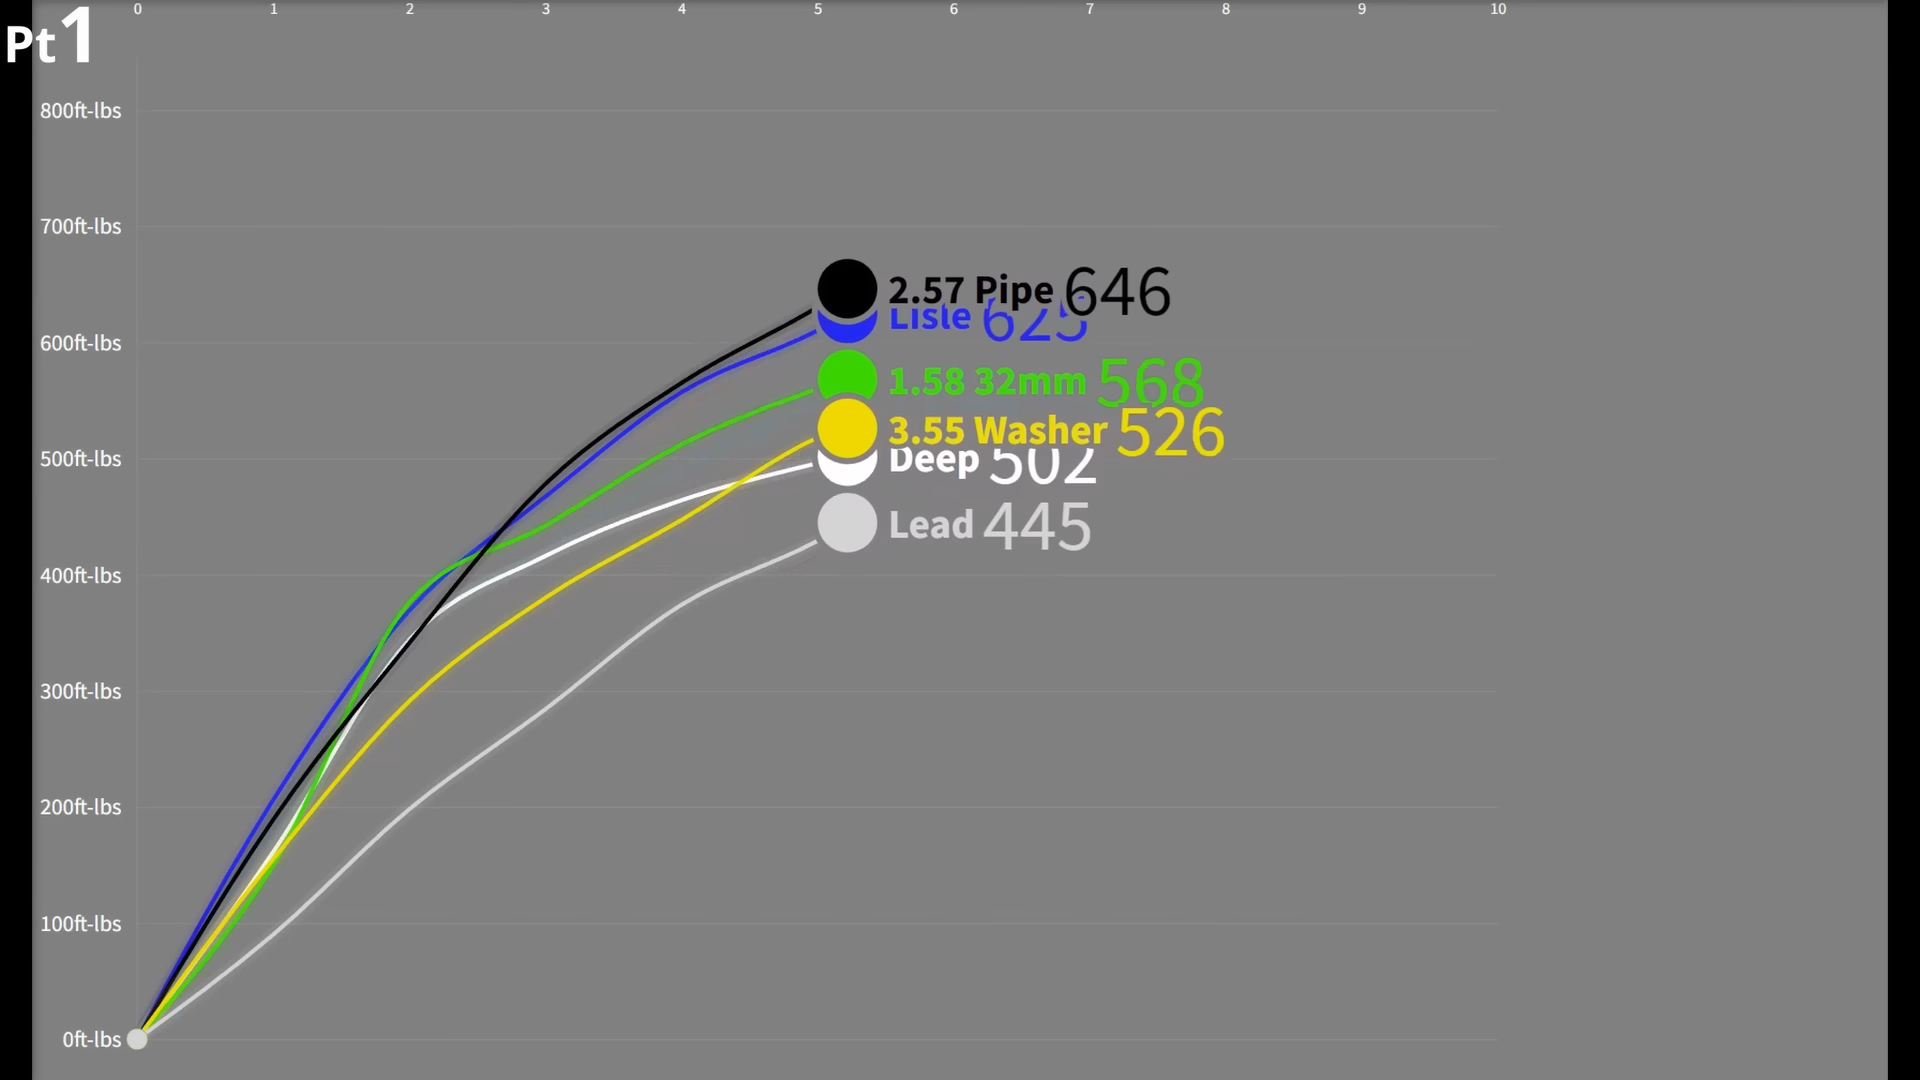 0 1 2 3 4 5 6 7 8 9 10
Pt1
800ft-lbs
700ft-lbs
2.57 Pipe 646
Lisle 625
600ft-lbs
1.58 32mm 568
3.55 Washer 526
500ft-lbs
Deep 502
Lead 445
400ft-lbs
300ft-lbs
200ft-lbs
100ft-lbs
0ft-lbs